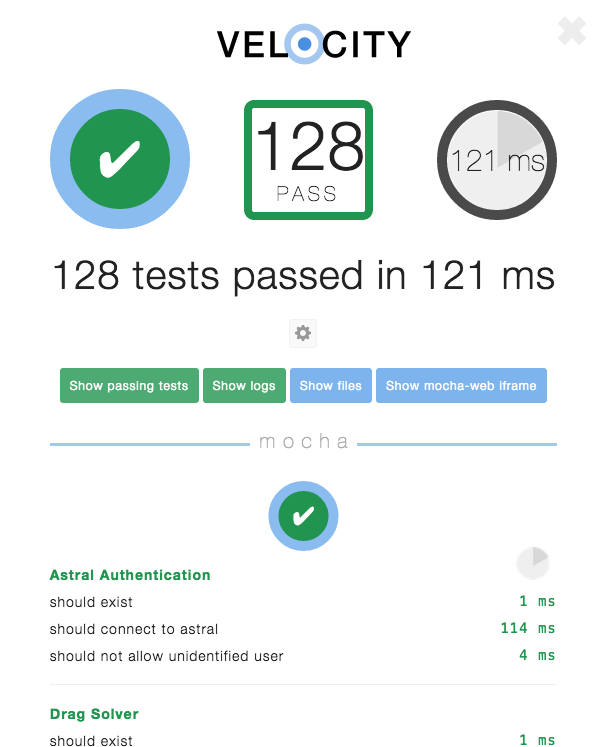 VELOCITY
128
PASS
121 ms
128 tests passed in 121 ms
Show passing tests
Show logs
Show files
Show mocha-web iframe
mocha
Astral Authentication
should exist 1 ms
should connect to astral 114 ms
should not allow unidentified user 4 ms
Drag Solver
should exist 1 ms